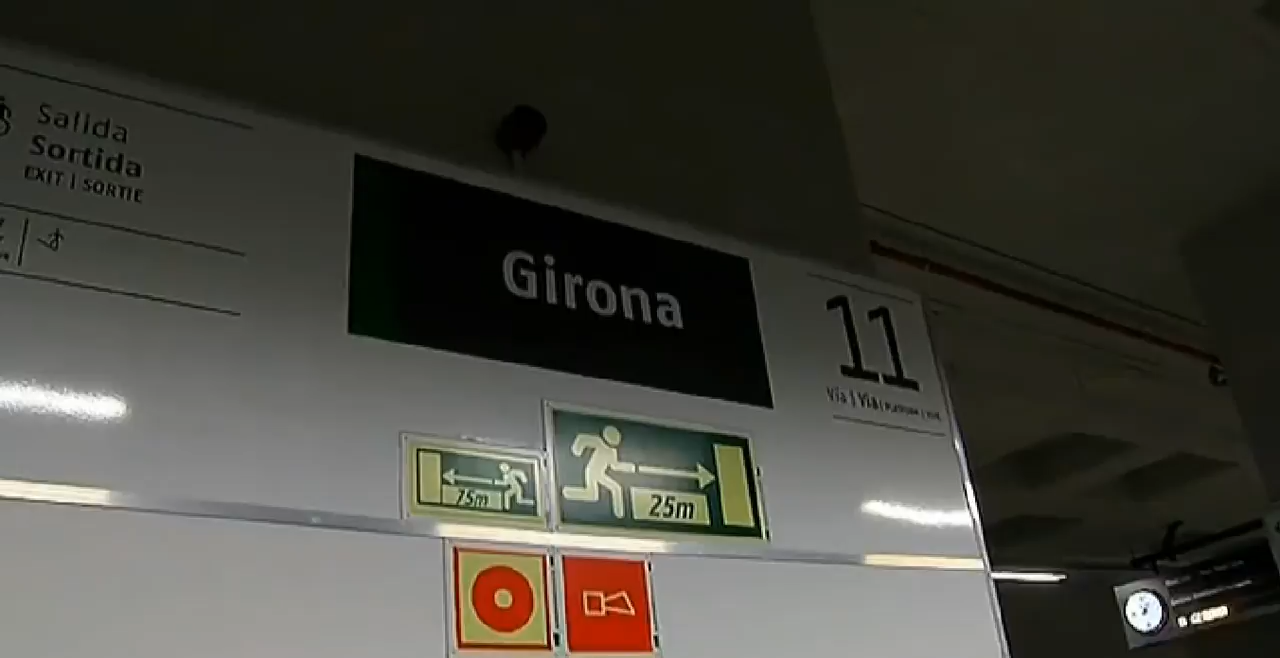 Salida
Sortida
EXIT | SORTIE
Girona
11
Vía | Via |
75m
25m